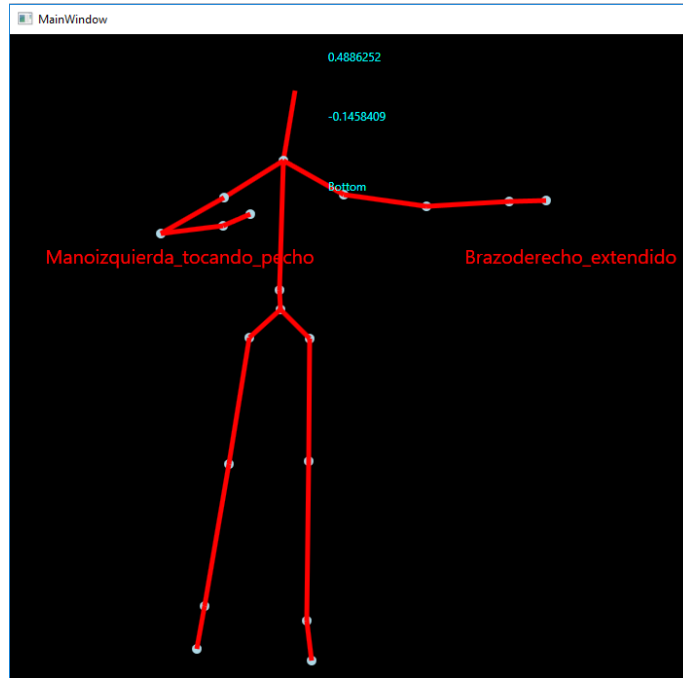 MainWindow
0.4886252
-0.1458409
Bottom
Manoizquierda_tocando_pecho
Brazoderecho_extendido